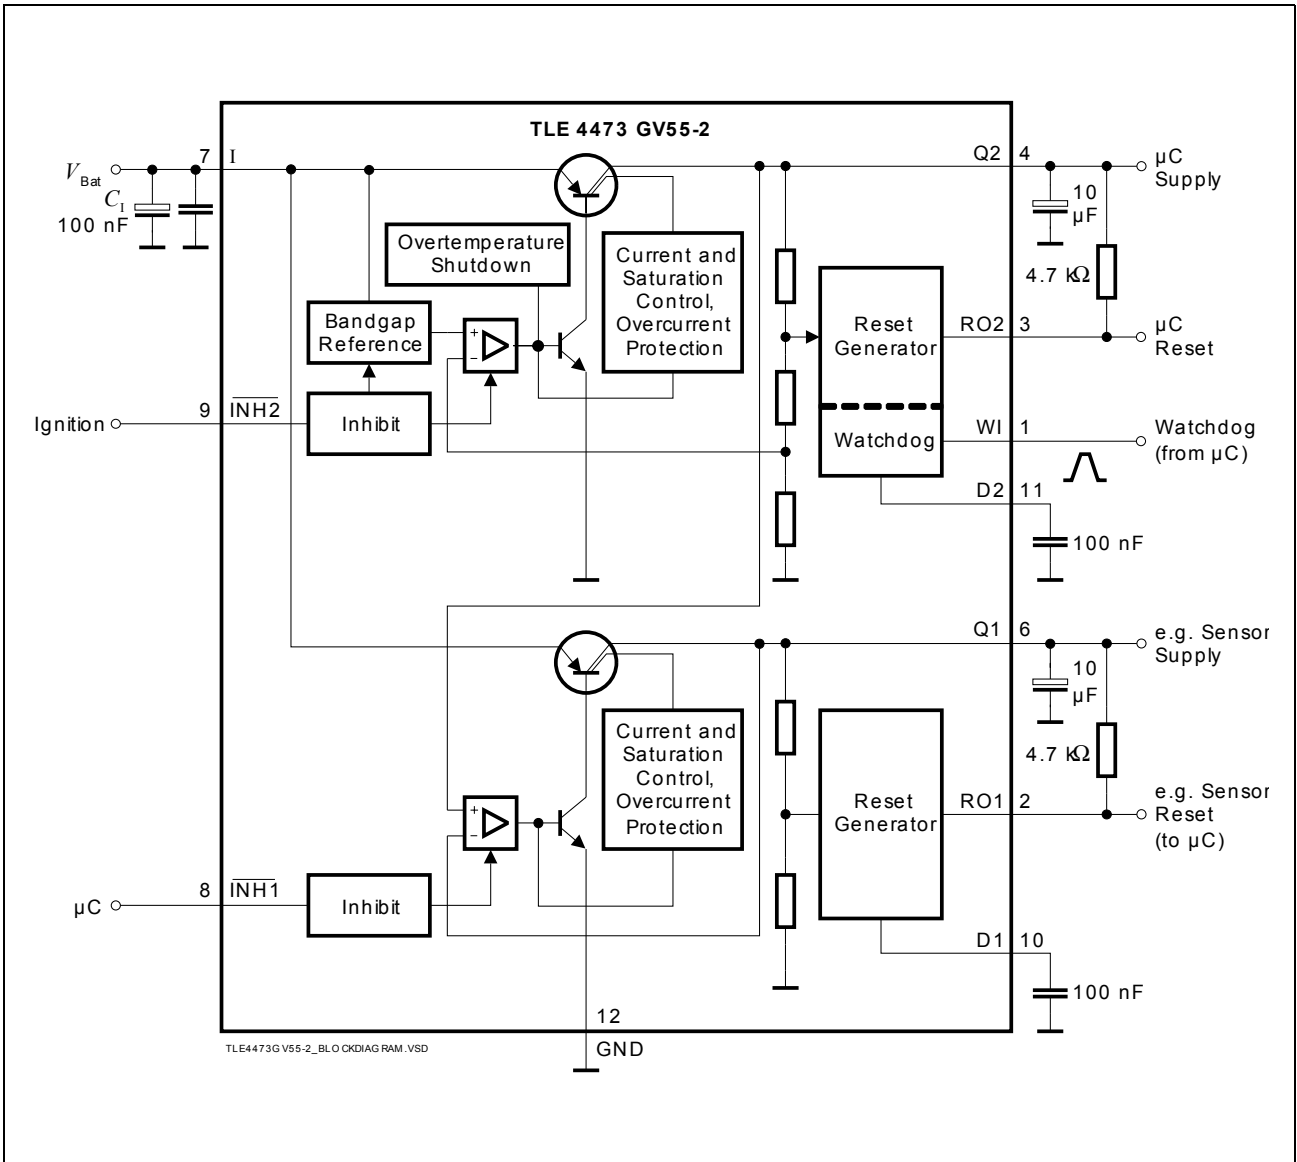 TLE 4473 GV55-2
7 I
V Bat
C I
100 nF
Q2 4
µC
Supply
10
µF
4.7 kΩ
Overtemperature
Shutdown
Current and
Saturation
Control,
Overcurrent
Protection
Bandgap
Reference
+
−
Reset
Generator
RO2 3
µC
Reset
Ignition
9 INH2
Inhibit
Watchdog
WI 1
Watchdog
(from µC)
D2 11
100 nF
Q1 6
e.g. Sensor
Supply
10
µF
4.7 kΩ
Current and
Saturation
Control,
Overcurrent
Protection
+
−
Reset
Generator
RO1 2
e.g. Sensor
Reset
(to µC)
µC
8 INH1
Inhibit
D1 10
100 nF
12
GND
TLE4473GV55-2_BLOCKDIAGRAM.VSD